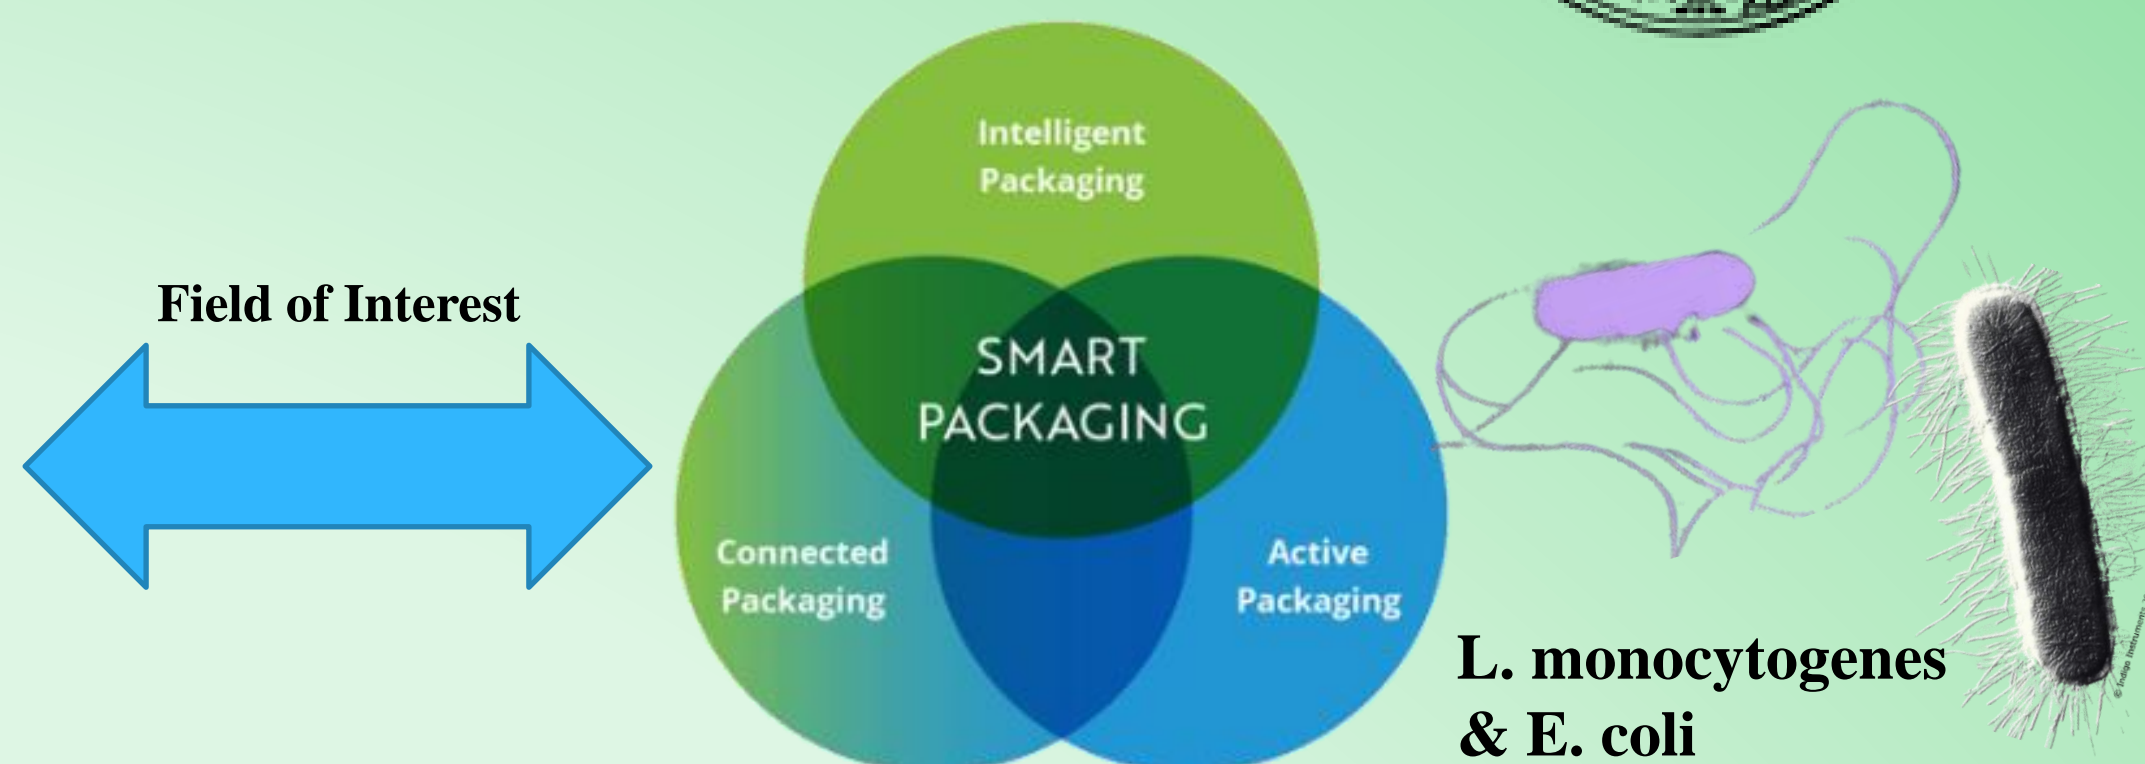 Intelligent
Packaging
Field of Interest
SMART
PACKAGING
Connected
Packaging
Active
Packaging
L. monocytogenes
& E. coli